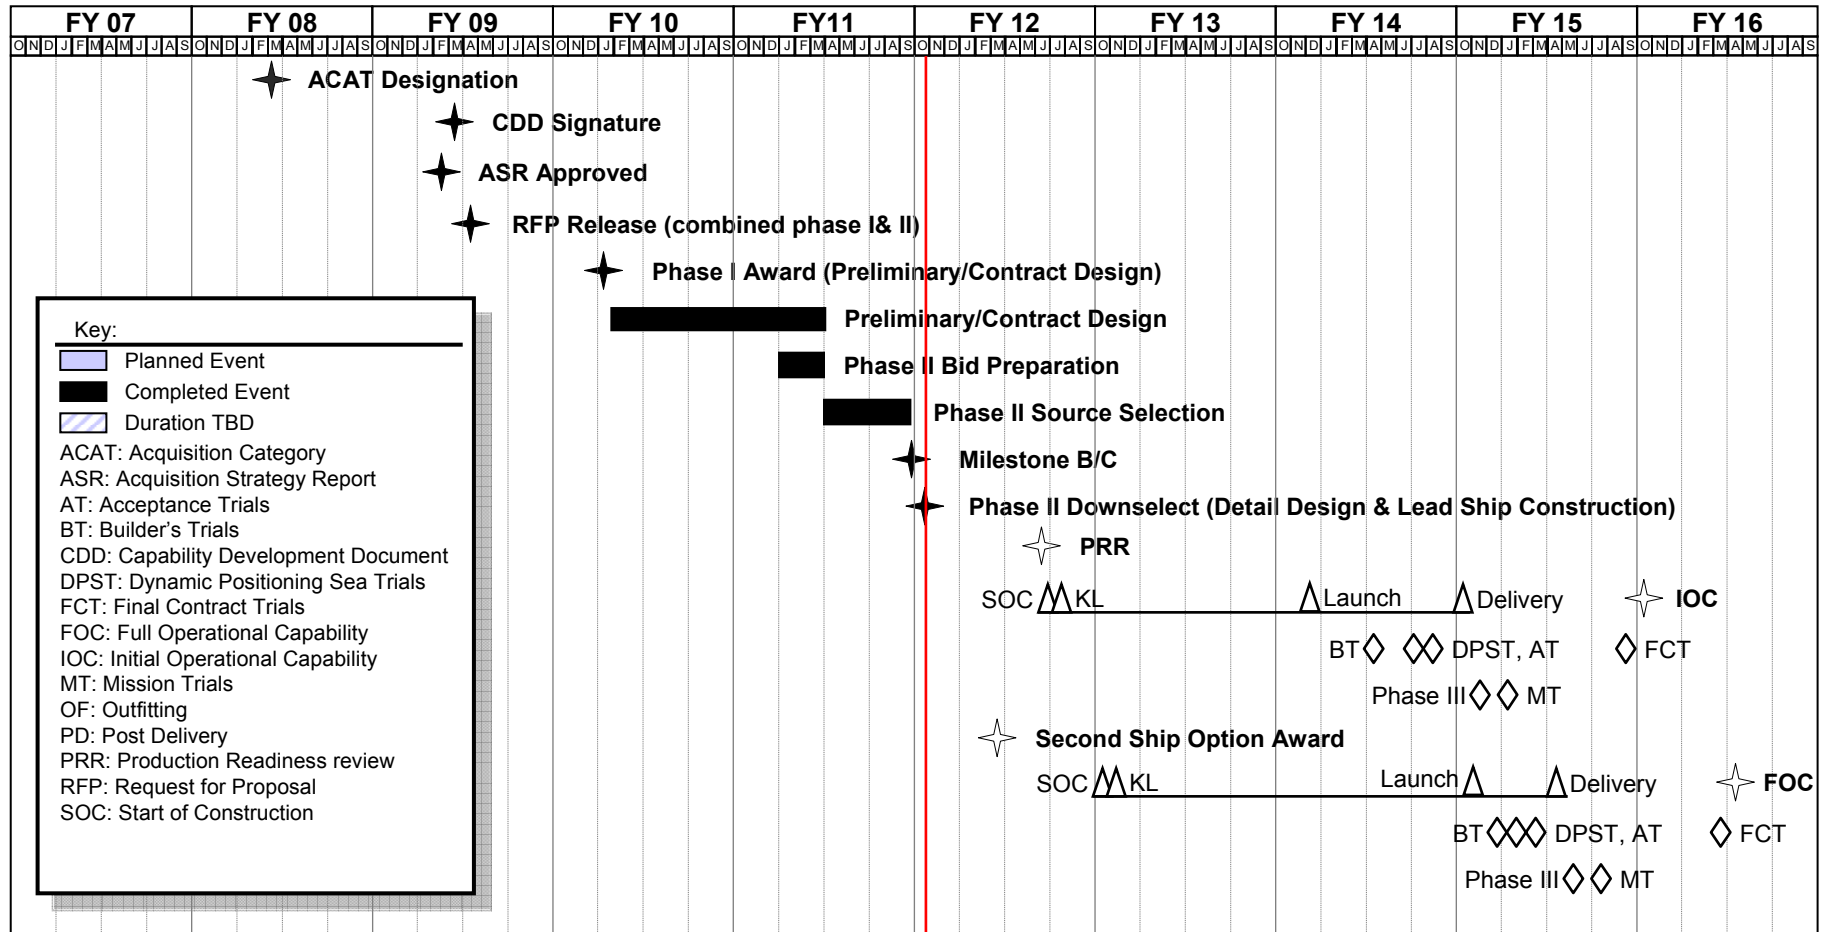 FY 07 FY 08 FY 09 FY 10 FY11 FY 12 FY 13 FY 14 FY 15 FY 16
O N D J F M A M J J A S O N D J F M A M J J A S O N D J F M A M J J A S O N D J F M A M J J A S O N D J F M A M J J A S O N D J F M A M J J A S O N D J F M A M J J A S O N D J F M A M J J A S O N D J F M A M J J A S O N D J F M A M J J A S
ACAT Designation
CDD Signature
ASR Approved
RFP Release (combined phase I& II)
Phase I Award (Preliminary/Contract Design)
Preliminary/Contract Design
Phase II Bid Preparation
Phase II Source Selection
Milestone B/C
Phase II Downselect (Detail Design & Lead Ship Construction)
PRR
SOC KL Launch Delivery IOC
BT DPST, AT FCT
Phase III MT
Second Ship Option Award
SOC KL Launch Delivery FOC
BT DPST, AT FCT
Phase III MT
Key:
Planned Event
Completed Event
Duration TBD
ACAT: Acquisition Category
ASR: Acquisition Strategy Report
AT: Acceptance Trials
BT: Builder's Trials
CDD: Capability Development Document
DPST: Dynamic Positioning Sea Trials
FCT: Final Contract Trials
FOC: Full Operational Capability
IOC: Initial Operational Capability
MT: Mission Trials
OF: Outfitting
PD: Post Delivery
PRR: Production Readiness review
RFP: Request for Proposal
SOC: Start of Construction